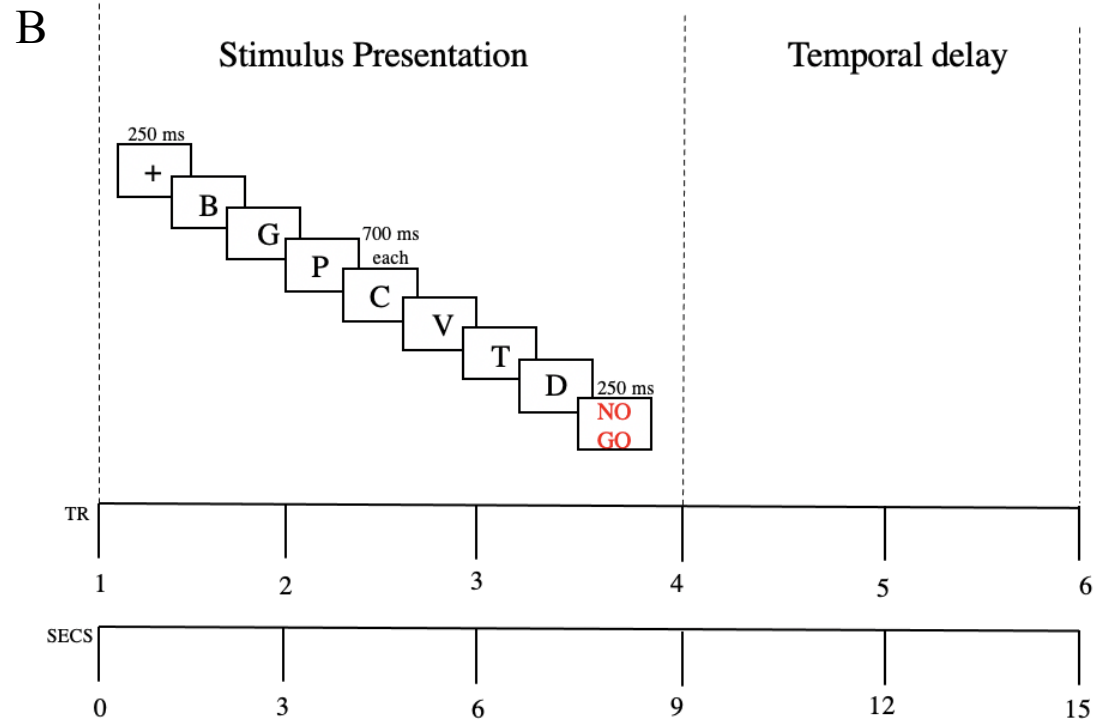 B
Stimulus Presentation
Temporal delay
250 ms
+
B
G
P
700 ms
each
C
V
T
D
250 ms
NO
GO
TR
1 2 3 4 5 6
SECS
0 3 6 9 12 15